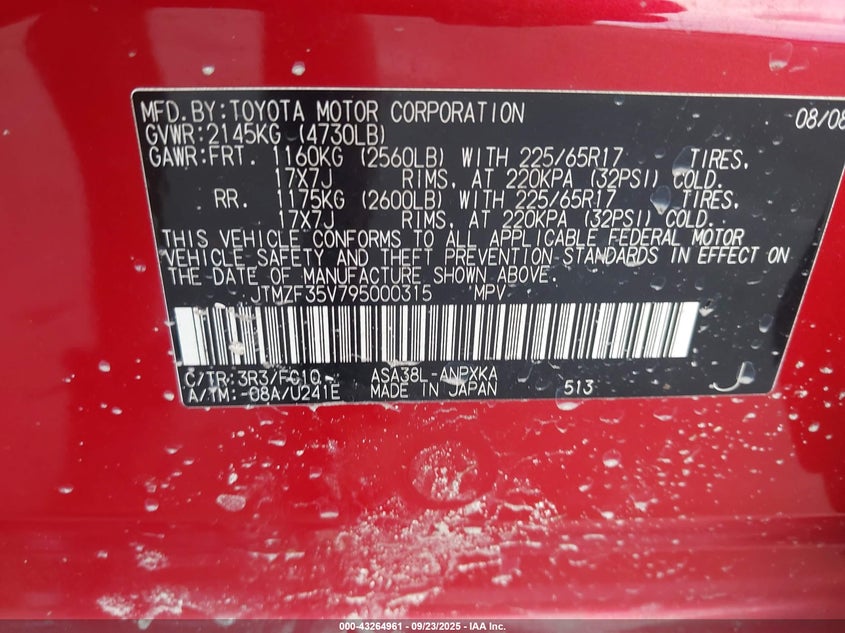 MFD.BY:TOYOTA MOTOR CORPORATION 08/08
GVWR:2145KG (4730LB)
GAWR:FRT. 1160KG (2560LB) WITH 225/65R17 TIRES,
17X7J RIMS, AT 220KPA (32PSI) COLD.
RR. 1175KG (2600LB) WITH 225/65R17 TIRES,
17X7J RIMS, AT 220KPA (32PSI) COLD.
THIS VEHICLE CONFORMS TO ALL APPLICABLE FEDERAL MOTOR
VEHICLE SAFETY AND THEFT PREVENTION STANDARDS IN EFFECT ON
THE DATE OF MANUFACTURE SHOWN ABOVE.
JTMZF35V795000315 MPV
C/TR:3R3/FC10 ASA38L-ANPXKA
A/TM:-08A/U241E MADE IN JAPAN 513
000-43264961 - 09/23/2025 - IAA Inc.